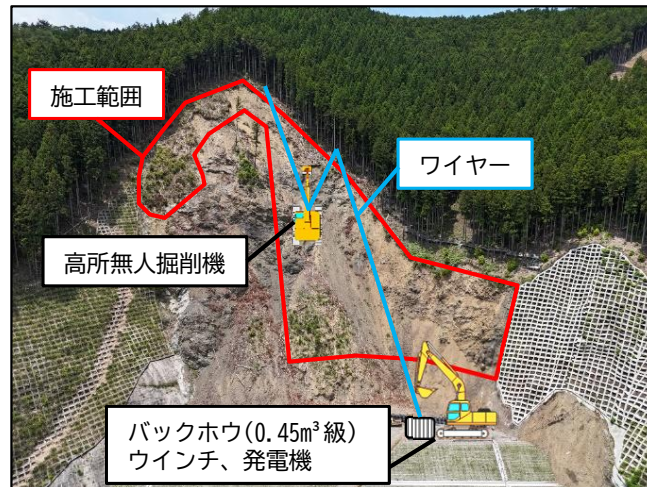 施工範囲
ワイヤー
高所無人掘削機
バックホウ(0.45m³級)
ウインチ、発電機